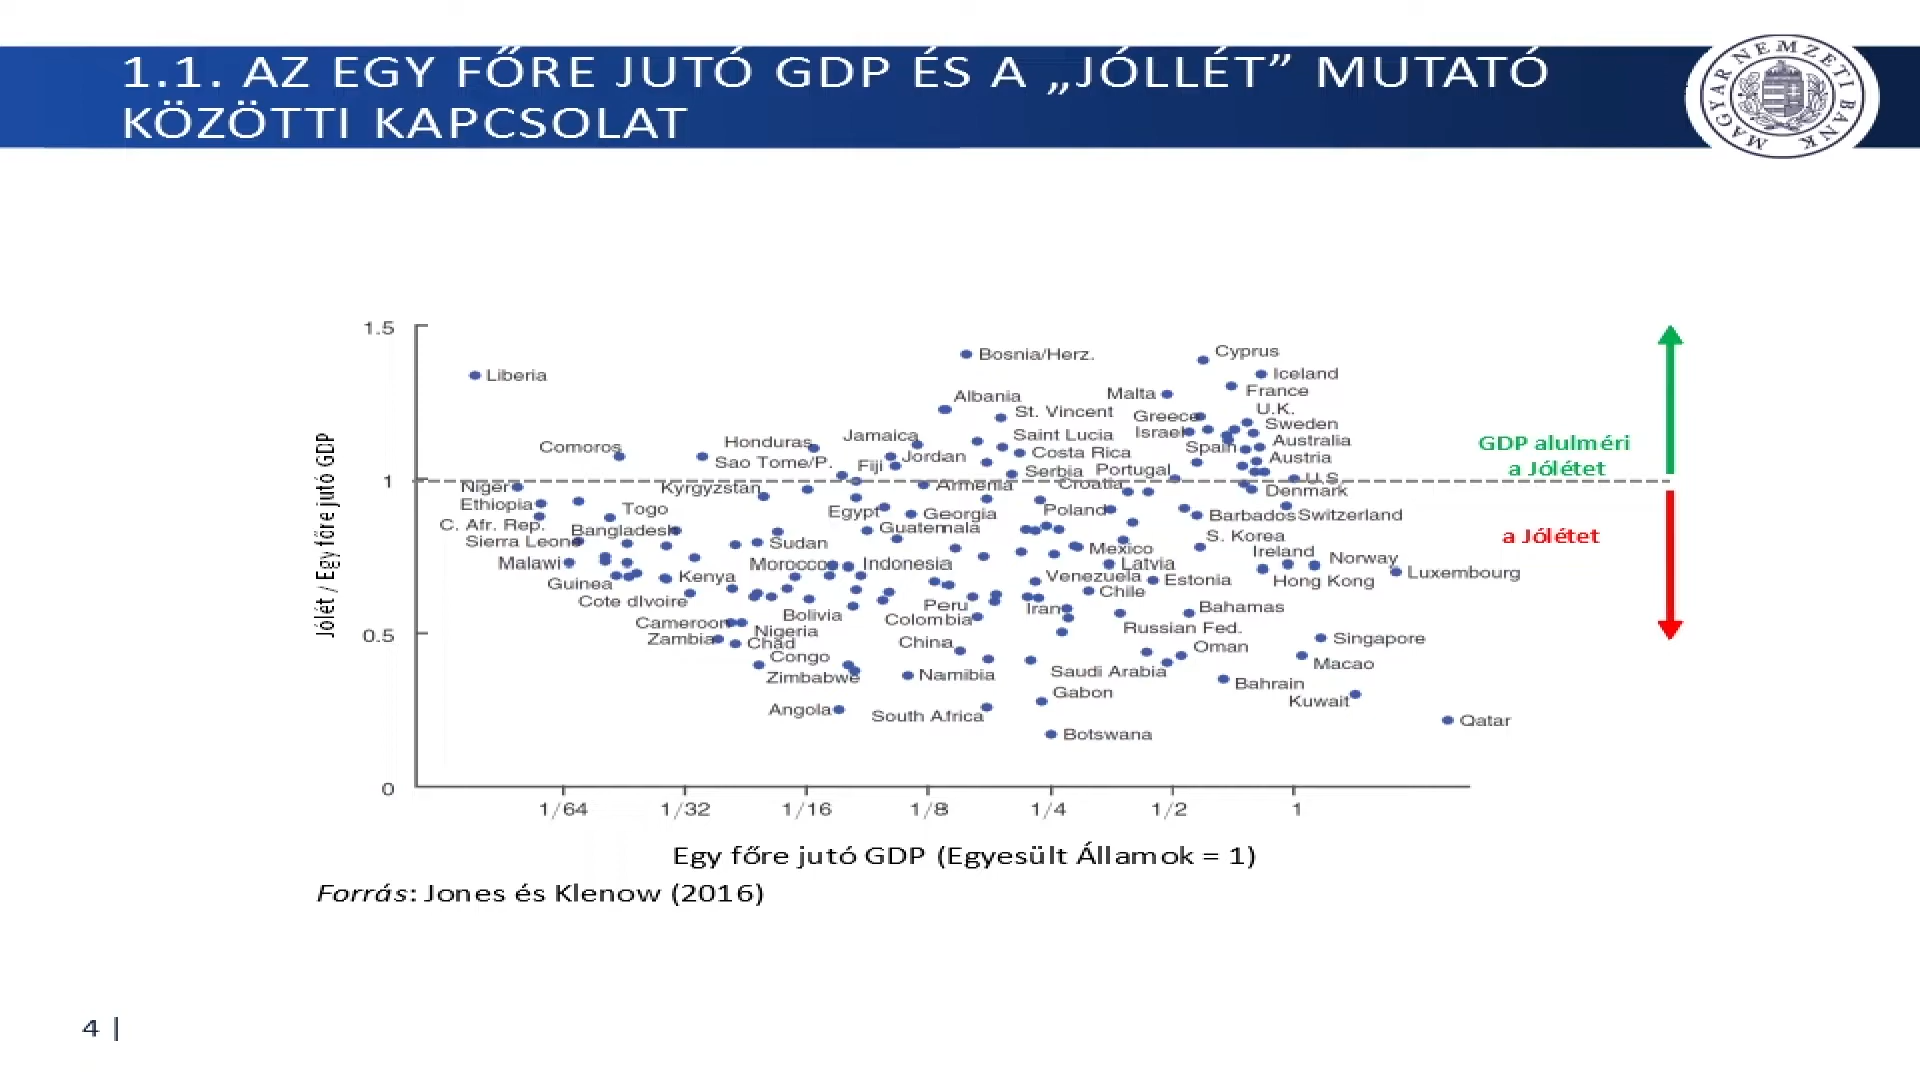 1.1. AZ EGY FŐRE JUTÓ GDP ÉS A „JÓLLÉT” MUTATÓ
KÖZÖTTI KAPCSOLAT
MAGYAR NEMZETI BANK
1.5
Bosnia/Herz.
Cyprus
Liberia
Iceland
Albania
Malta
France
St. Vincent
Greece
U.K.
Sweden
Comoros
Honduras
Jamaica
Saint Lucia
Israel
Australia
GDP alulméri
a Jólétet
Sao Tome/P.
Fiji
Jordan
Costa Rica
Spain
Austria
Serbia
Portugal
1
Niger
Kyrgyzstan
Armenia
Croatia
U.S.
Denmark
Ethiopia
Togo
Egypt
Georgia
Poland
Barbados
Switzerland
C. Afr. Rep.
Bangladesh
Guatemala
S. Korea
a Jólétet
Sierra Leone
Sudan
Mexico
Ireland
Norway
Malawi
Morocco
Indonesia
Latvia
Luxembourg
Guinea
Kenya
Venezuela
Estonia
Hong Kong
Cote dIvoire
Chile
Peru
Iran
Bahamas
Bolivia
Colombia
Cameroon
Nigeria
Russian Fed.
0.5
Zambia
Chad
China
Singapore
Congo
Oman
Macao
Zimbabwe
Namibia
Saudi Arabia
Bahrain
Gabon
Kuwait
Angola
South Africa
Qatar
Botswana
0
1/64
1/32
1/16
1/8
1/4
1/2
1
Jólét / Egy főre jutó GDP
Egy főre jutó GDP (Egyesült Államok = 1)
Forrás: Jones és Klenow (2016)
4 |